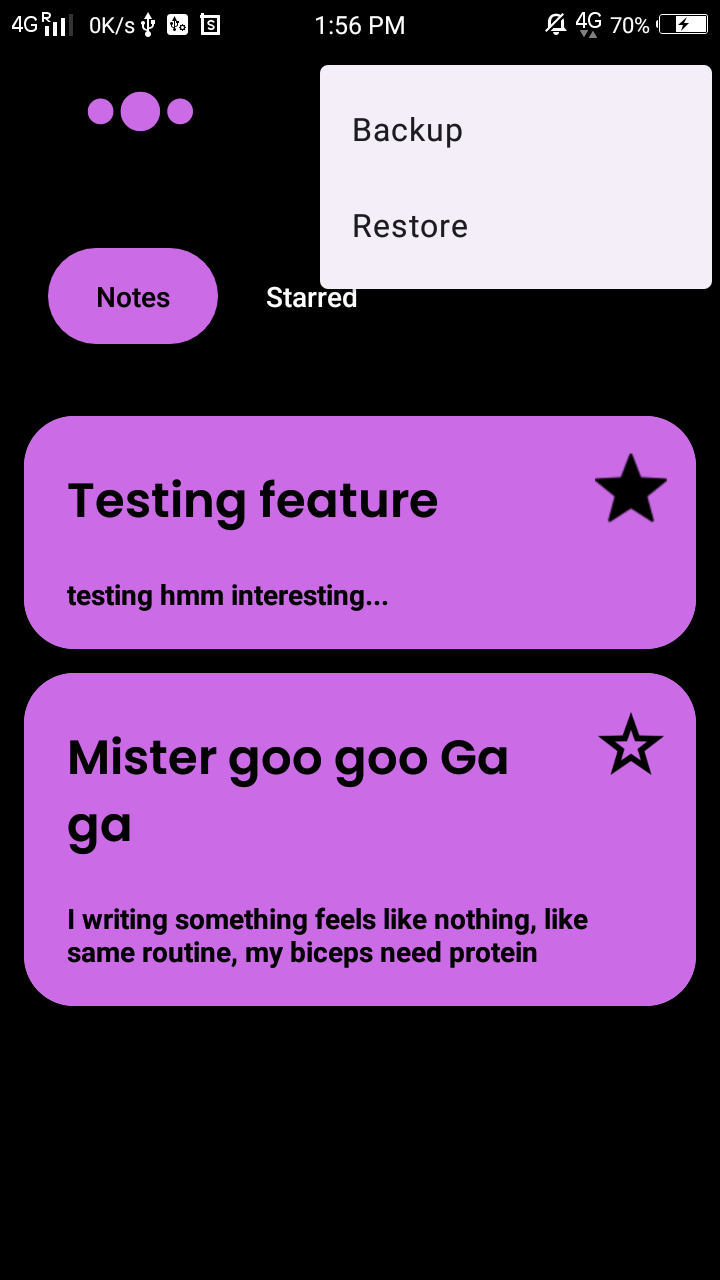 4G R 0K/s S 1:56 PM 4G 70%
Backup
Restore
Notes Starred
Testing feature
testing hmm interesting...
Mister goo goo Ga
ga
I writing something feels like nothing, like
same routine, my biceps need protein